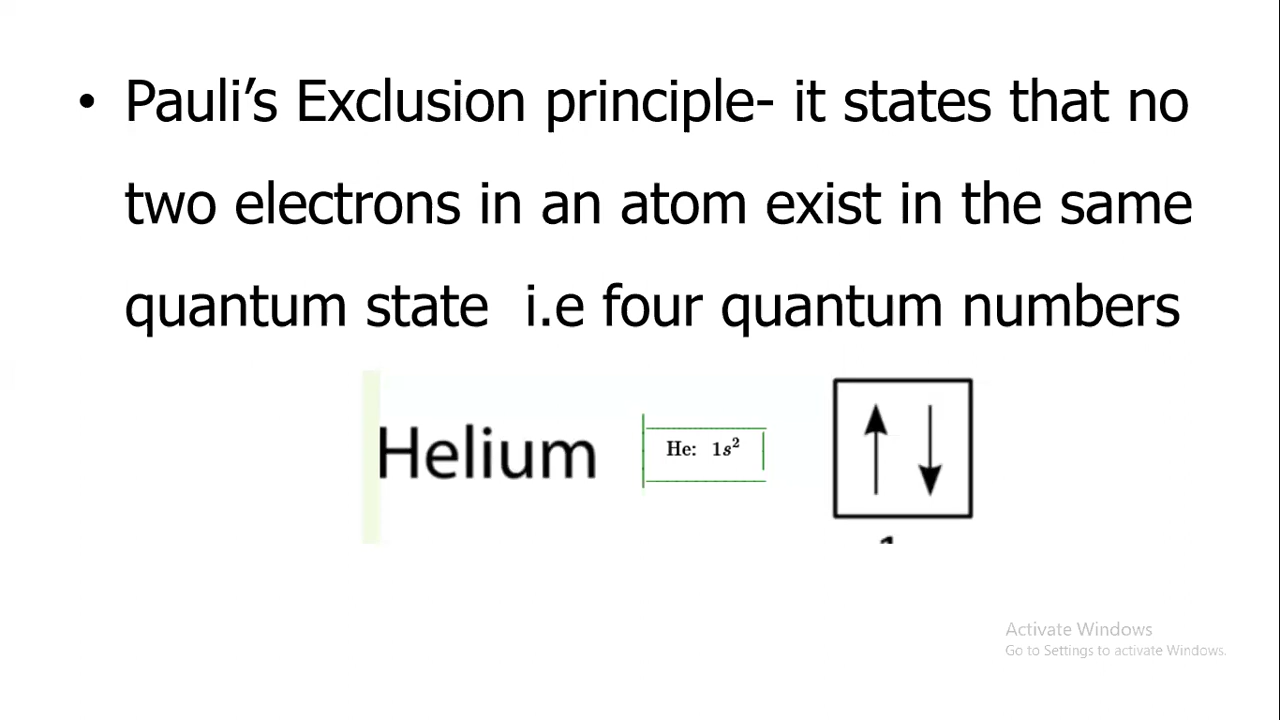 • Pauli’s Exclusion principle- it states that no
two electrons in an atom exist in the same
quantum state i.e four quantum numbers
Helium
He: 1s²
Activate Windows
Go to Settings to activate Windows.